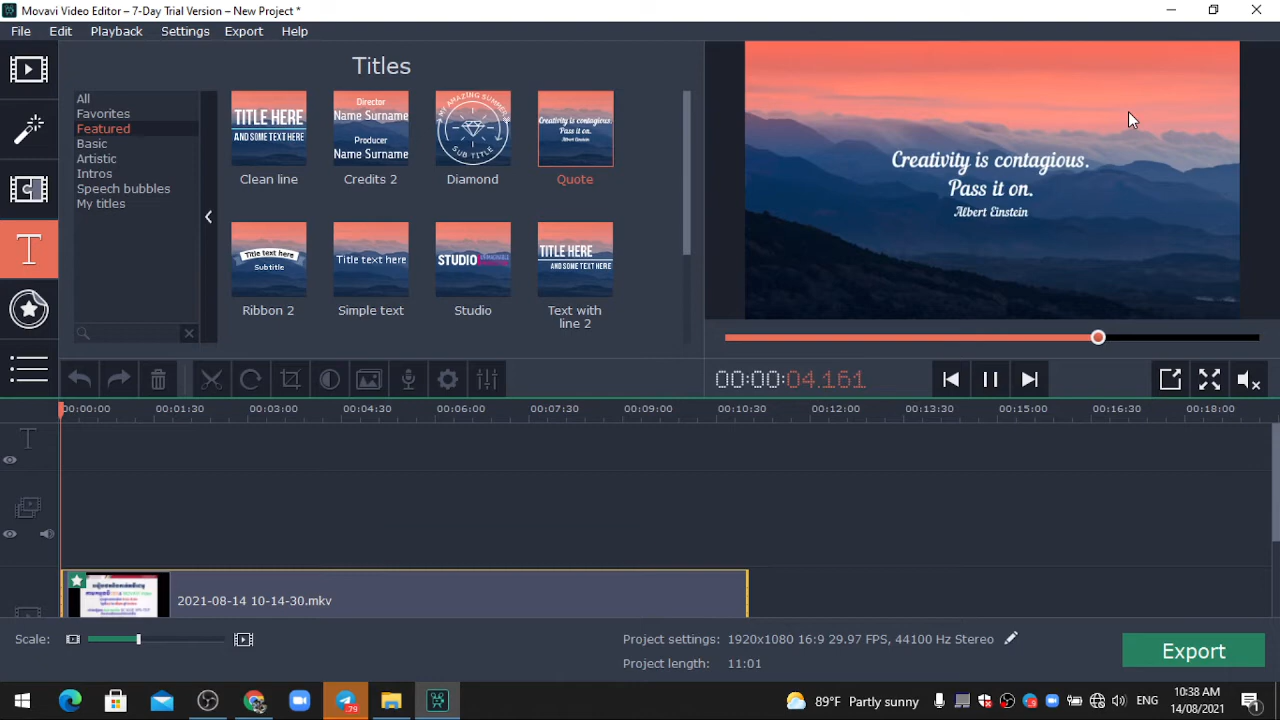 Movavi Video Editor – 7-Day Trial Version – New Project *
File Edit Playback Settings Export Help
Titles
All
Favorites
Featured
Basic
Artistic
Intros
Speech bubbles
My titles
TITLE HERE
AND SOME TEXT HERE
Clean line
Director
Name Surname
Producer
Name Surname
Credits 2
MY AMAZING SUMMER
SUB TITLE
Diamond
Creativity is contagious.
Pass it on.
Albert Einstein
Quote
Title text here
Subtitle
Ribbon 2
Title text here
Simple text
STUDIO
Studio
TITLE HERE
AND SOME TEXT HERE
Text with
line 2
Creativity is contagious.
Pass it on.
Albert Einstein
00:00:04.161
00:00:00 00:01:30 00:03:00 00:04:30 00:06:00 00:07:30 00:09:00 00:10:30 00:12:00 00:13:30 00:15:00 00:16:30 00:18:00
2021-08-14 10-14-30.mkv
Scale:
Project settings: 1920x1080 16:9 29.97 FPS, 44100 Hz Stereo
Project length: 11:01
Export
79
89°F Partly sunny
ENG
10:38 AM
14/08/2021
1